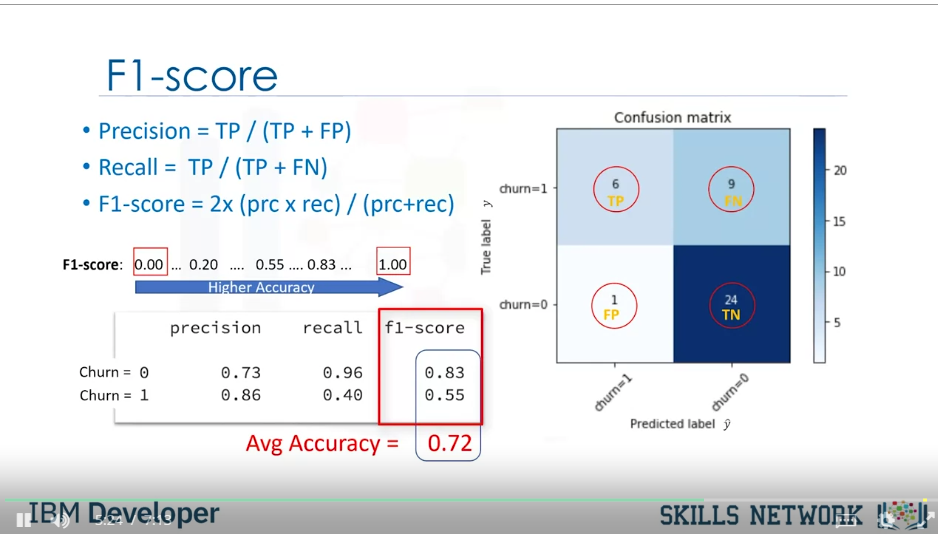 F1-score
• Precision = TP / (TP + FP)
• Recall = TP / (TP + FN)
• F1-score = 2x (prc x rec) / (prc+rec)
F1-score: 0.00 ... 0.20 .... 0.55 .... 0.83 ... 1.00
Higher Accuracy
precision recall f1-score
Churn = 0 0.73 0.96 0.83
Churn = 1 0.86 0.40 0.55
Avg Accuracy = 0.72
Confusion matrix
churn=1
churn=0
True label y
6
TP
9
FN
1
FP
24
TN
churn=1
churn=0
Predicted label ŷ
20
15
10
5
IBM Developer
SKILLS NETWORK
5:24 / 7:13